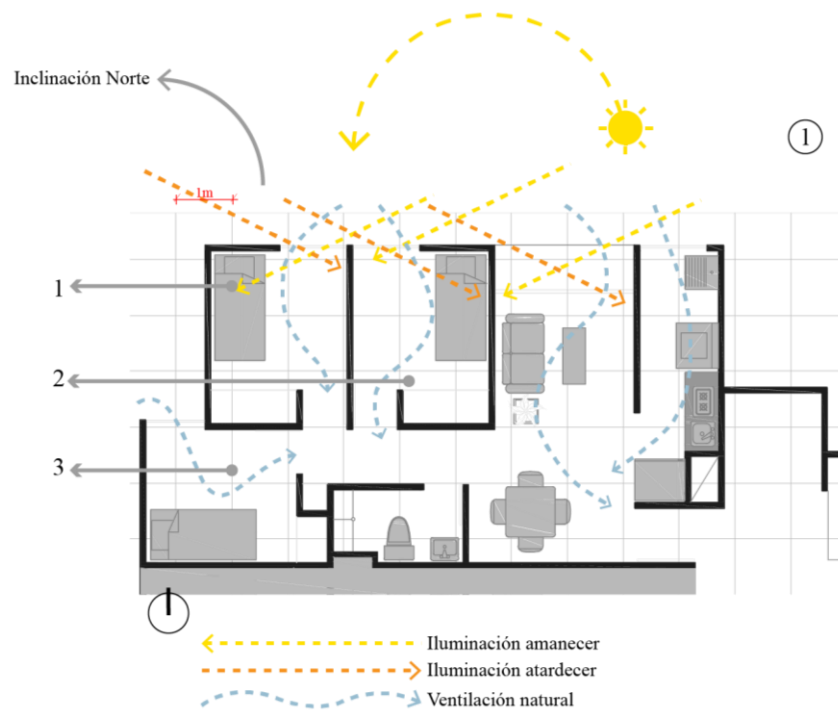 Inclinación Norte
1
1m
1
2
3
Iluminación amanecer
Iluminación atardecer
Ventilación natural